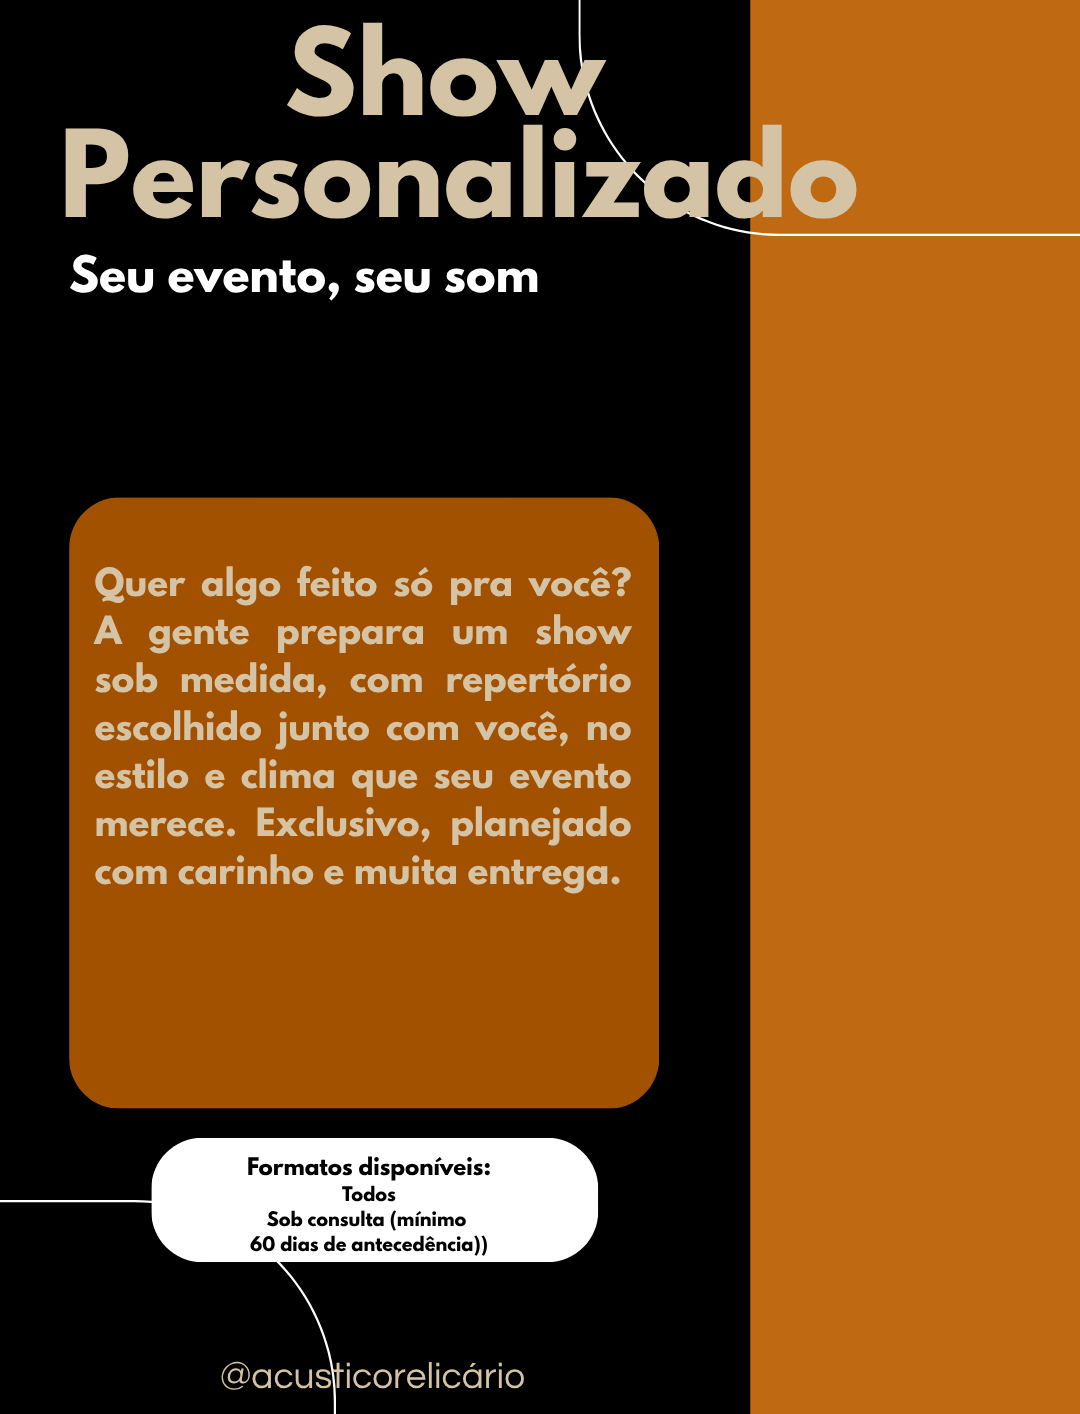 Show
Personalizado
Seu evento, seu som
Quer algo feito só pra você?
A gente prepara um show
sob medida, com repertório
escolhido junto com você, no
estilo e clima que seu evento
merece. Exclusivo, planejado
com carinho e muita entrega.
Formatos disponíveis:
Todos
Sob consulta (mínimo
60 dias de antecedência))
@acusticorelicário